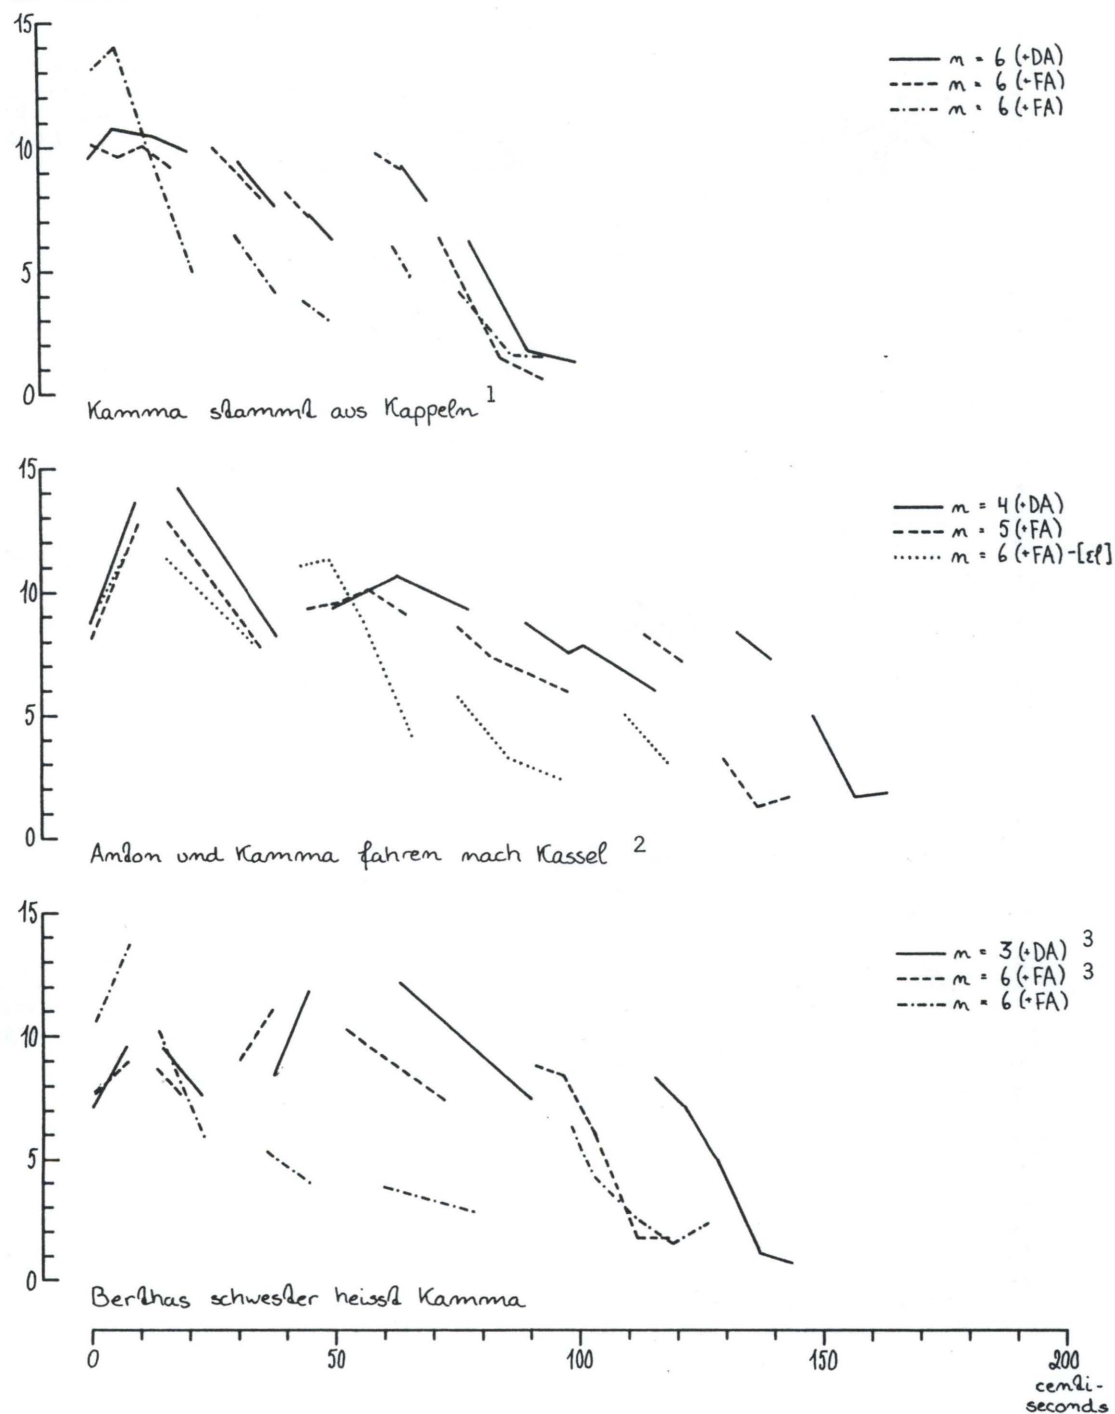 15
10
5
0
n = 6 (+DA)
n = 6 (÷FA)
n = 6 (+FA)
Kamma stammt aus Kappeln 1
15
10
5
0
n = 4 (+DA)
n = 5 (÷FA)
n = 6 (+FA)-[ɛl]
Anton und Kamma fahren nach Kassel 2
15
10
5
0
n = 3 (+DA) 3
n = 6 (÷FA) 3
n = 6 (+FA)
Berthas schwester heisst Kamma
0 50 100 150 200
centi-
seconds